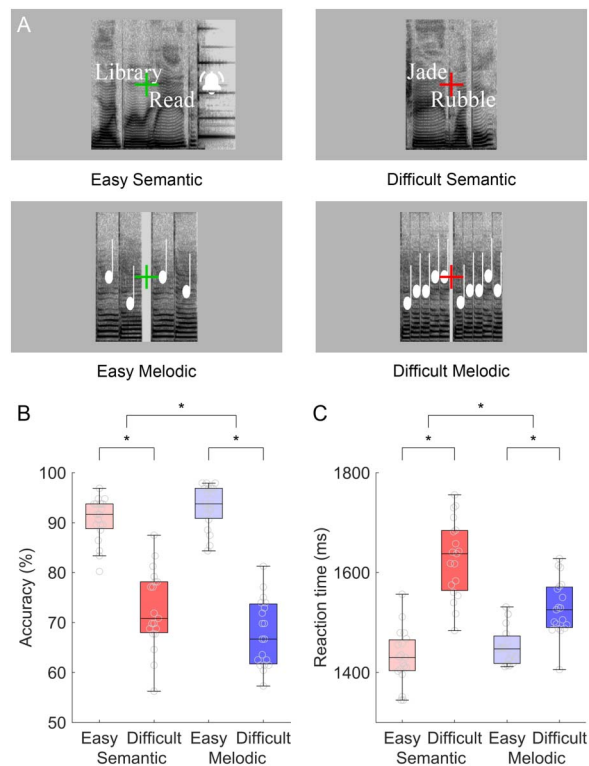 A
Library
Read
Jade
Rubble
Easy Semantic
Difficult Semantic
Easy Melodic
Difficult Melodic
B
*
*
*
Accuracy (%)
100
90
80
70
60
50
Easy Difficult Easy Difficult
Semantic Melodic
C
*
*
*
Reaction time (ms)
1800
1600
1400
Easy Difficult Easy Difficult
Semantic Melodic